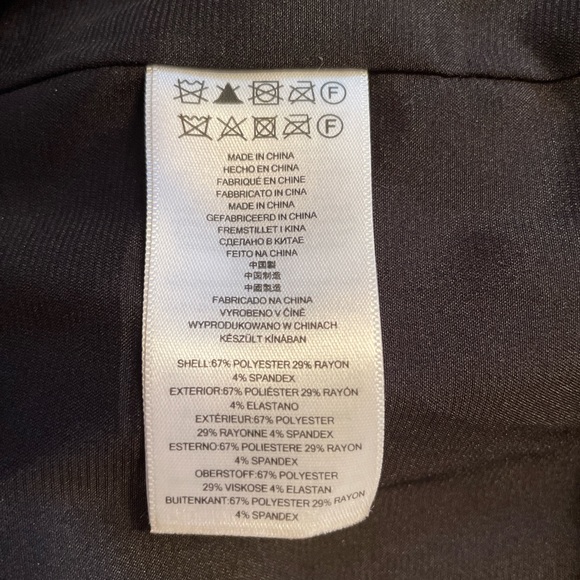 F
F
MADE IN CHINA
HECHO EN CHINA
FABRIQUÉ EN CHINE
FABBRICATO IN CINA
MADE IN CHINA
GEFABRICEERD IN CHINA
FREMSTILLET I KINA
СДЕЛАНО В КИТАЕ
FEITO NA CHINA
中国製
中国制造
中國製造
FABRICADO NA CHINA
VYROBENO V ČÍNĚ
WYPRODUKOWANO W CHINACH
KÉSZÜLT KÍNÁBAN
SHELL:67% POLYESTER 29% RAYON
4% SPANDEX
EXTERIOR:67% POLIÉSTER 29% RAYÓN
4% ELASTANO
EXTÉRIEUR:67% POLYESTER
29% RAYONNE 4% SPANDEX
ESTERNO:67% POLIESTERE 29% RAYON
4% SPANDEX
OBERSTOFF:67% POLYESTER
29% VISKOSE 4% ELASTAN
BUITENKANT:67% POLYESTER 29% RAYON
4% SPANDEX